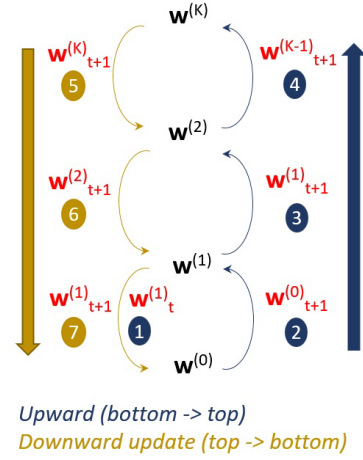 w(K)
w(K)t+1
w(K-1)t+1
5
4
w(2)
w(2)t+1
w(1)t+1
6
3
w(1)
w(1)t+1
w(1)t
w(0)t+1
7
1
2
w(0)
Upward (bottom -> top)
Downward update (top -> bottom)